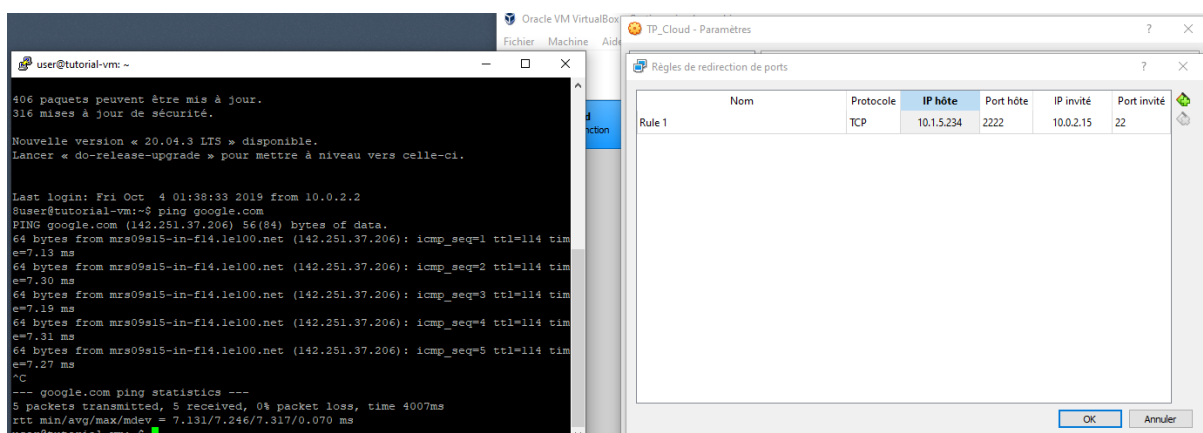 Oracle VM VirtualBox
Fichier Machine Aide
user@tutorial-vm: ~
406 paquets peuvent être mis à jour.
316 mises à jour de sécurité.
Nouvelle version « 20.04.3 LTS » disponible.
Lancer « do-release-upgrade » pour mettre à niveau vers celle-ci.
Last login: Fri Oct 4 01:38:33 2019 from 10.0.2.2
8user@tutorial-vm:~$ ping google.com
PING google.com (142.251.37.206) 56(84) bytes of data.
64 bytes from mrs09s15-in-f14.1e100.net (142.251.37.206): icmp_seq=1 ttl=114 tim
e=7.13 ms
64 bytes from mrs09s15-in-f14.1e100.net (142.251.37.206): icmp_seq=2 ttl=114 tim
e=7.30 ms
64 bytes from mrs09s15-in-f14.1e100.net (142.251.37.206): icmp_seq=3 ttl=114 tim
e=7.19 ms
64 bytes from mrs09s15-in-f14.1e100.net (142.251.37.206): icmp_seq=4 ttl=114 tim
e=7.31 ms
64 bytes from mrs09s15-in-f14.1e100.net (142.251.37.206): icmp_seq=5 ttl=114 tim
e=7.27 ms
^C
--- google.com ping statistics ---
5 packets transmitted, 5 received, 0% packet loss, time 4007ms
rtt min/avg/max/mdev = 7.131/7.246/7.317/0.070 ms
nction
TP_Cloud - Paramètres
Règles de redirection de ports
Nom Protocole IP hôte Port hôte IP invité Port invité
Rule 1 TCP 10.1.5.234 2222 10.0.2.15 22
OK Annuler